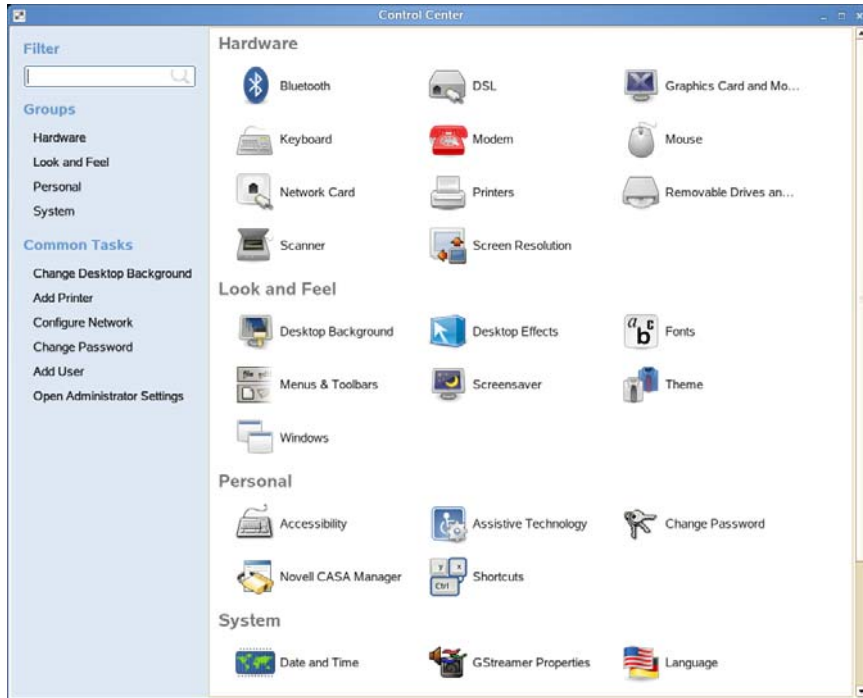 Control Center
Filter
Groups
Hardware
Look and Feel
Personal
System
Common Tasks
Change Desktop Background
Add Printer
Configure Network
Change Password
Add User
Open Administrator Settings
Hardware
Bluetooth
DSL
Graphics Card and Mo...
Keyboard
Modem
Mouse
Network Card
Printers
Removable Drives an...
Scanner
Screen Resolution
Look and Feel
Desktop Background
Desktop Effects
a b c
Fonts
File
Menus & Toolbars
Screensaver
Theme
Windows
Personal
Accessibility
Assistive Technology
Change Password
Novell CASA Manager
y x
Ctrl
Shortcuts
System
Date and Time
GStreamer Properties
Language